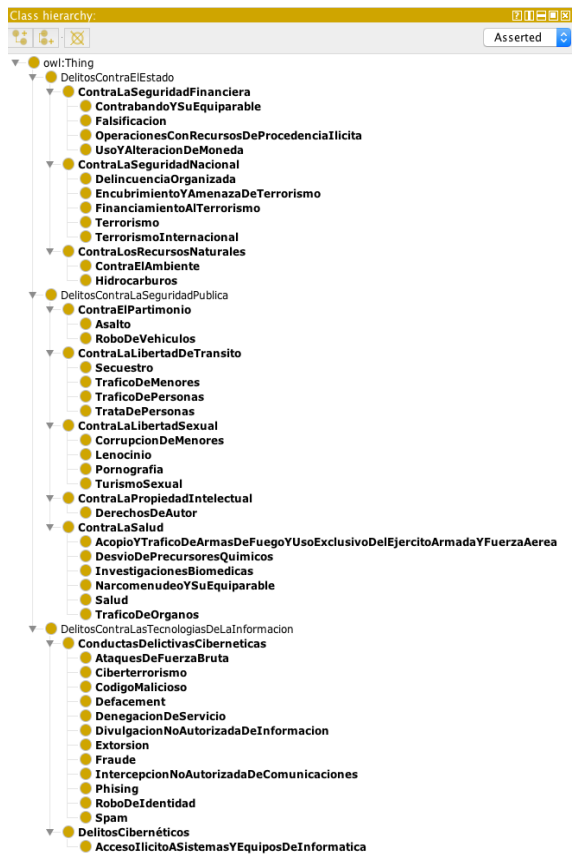 Class hierarchy:
Asserted
owl:Thing
DelitosContraElEstado
ContraLaSeguridadFinanciera
ContrabandoYSuEquiparable
Falsificacion
OperacionesConRecursosDeProcedenciaIlicita
UsoYAlteracionDeMoneda
ContraLaSeguridadNacional
DelincuenciaOrganizada
EncubrimientoYAmenazaDeTerrorismo
FinanciamientoAlTerrorismo
Terrorismo
TerrorismoInternacional
ContraLosRecursosNaturales
ContraElAmbiente
Hidrocarburos
DelitosContraLaSeguridadPublica
ContraElPartimonio
Asalto
RoboDeVehiculos
ContraLaLibertadDeTransito
Secuestro
TraficoDeMenores
TraficoDePersonas
TrataDePersonas
ContraLaLibertadSexual
CorrupcionDeMenores
Lenocinio
Pornografia
TurismoSexual
ContraLaPropiedadIntelectual
DerechosDeAutor
ContraLaSalud
AcopioYTraficoDeArmasDeFuegoYUsoExclusivoDelEjercitoArmadaYFuerzaAerea
DesvioDePrecursoresQuimicos
InvestigacionesBiomedicas
NarcomenudeoYSuEquiparable
Salud
TraficoDeOrganos
DelitosContraLasTecnologiasDeLaInformacion
ConductasDelictivasCiberneticas
AtaquesDeFuerzaBruta
Ciberterrorismo
CodigoMalicioso
Defacement
DenegacionDeServicio
DivulgacionNoAutorizadaDeInformacion
Extorsion
Fraude
IntercepcionNoAutorizadaDeComunicaciones
Phising
RoboDeIdentidad
Spam
DelitosCibernéticos
AccesoIlicitoASistemasYEquiposDeInformatica